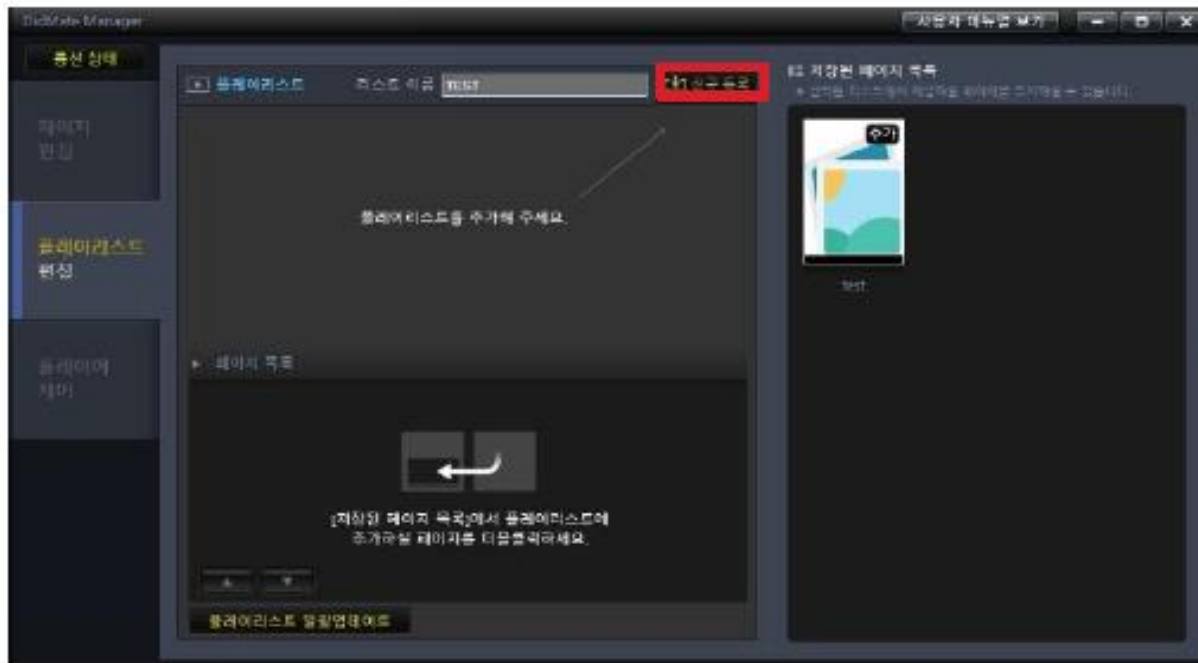 DidMate Manager
사용자 매뉴얼 보기
통신 상태
페이지
편집
플레이리스트
편집
플레이어
제어
플레이리스트
리스트 이름
신규 등록
플레이리스트를 추가해 주세요.
페이지 목록
[저장된 페이지 목록]에서 플레이리스트에
추가하실 페이지를 더블클릭하세요.
플레이리스트 일괄업데이트
저장된 페이지 목록
추가
test